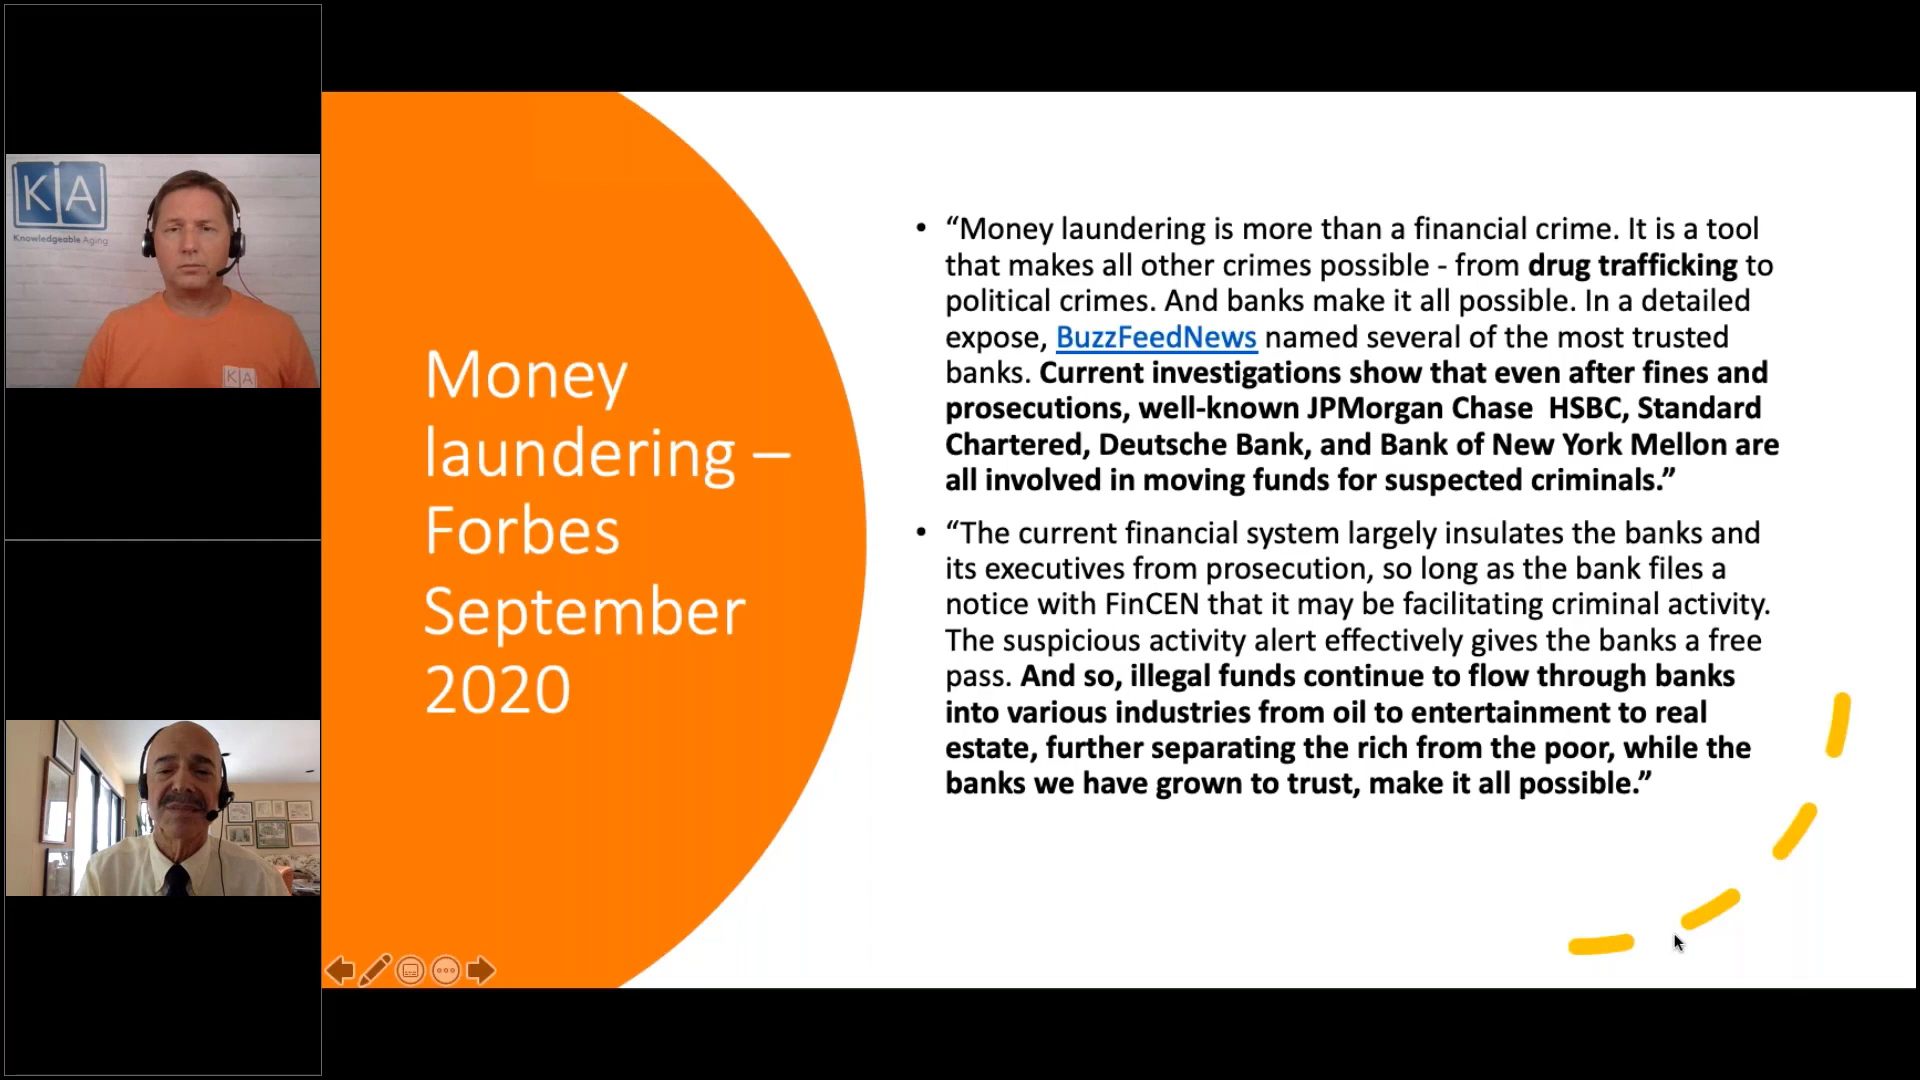 K A
Knowledgeable Aging
K A
Money
laundering –
Forbes
September
2020
• “Money laundering is more than a financial crime. It is a tool
that makes all other crimes possible - from drug trafficking to
political crimes. And banks make it all possible. In a detailed
expose, BuzzFeedNews named several of the most trusted
banks. Current investigations show that even after fines and
prosecutions, well-known JPMorgan Chase  HSBC, Standard
Chartered, Deutsche Bank, and Bank of New York Mellon are
all involved in moving funds for suspected criminals.”
• “The current financial system largely insulates the banks and
its executives from prosecution, so long as the bank files a
notice with FinCEN that it may be facilitating criminal activity.
The suspicious activity alert effectively gives the banks a free
pass. And so, illegal funds continue to flow through banks
into various industries from oil to entertainment to real
estate, further separating the rich from the poor, while the
banks we have grown to trust, make it all possible.”